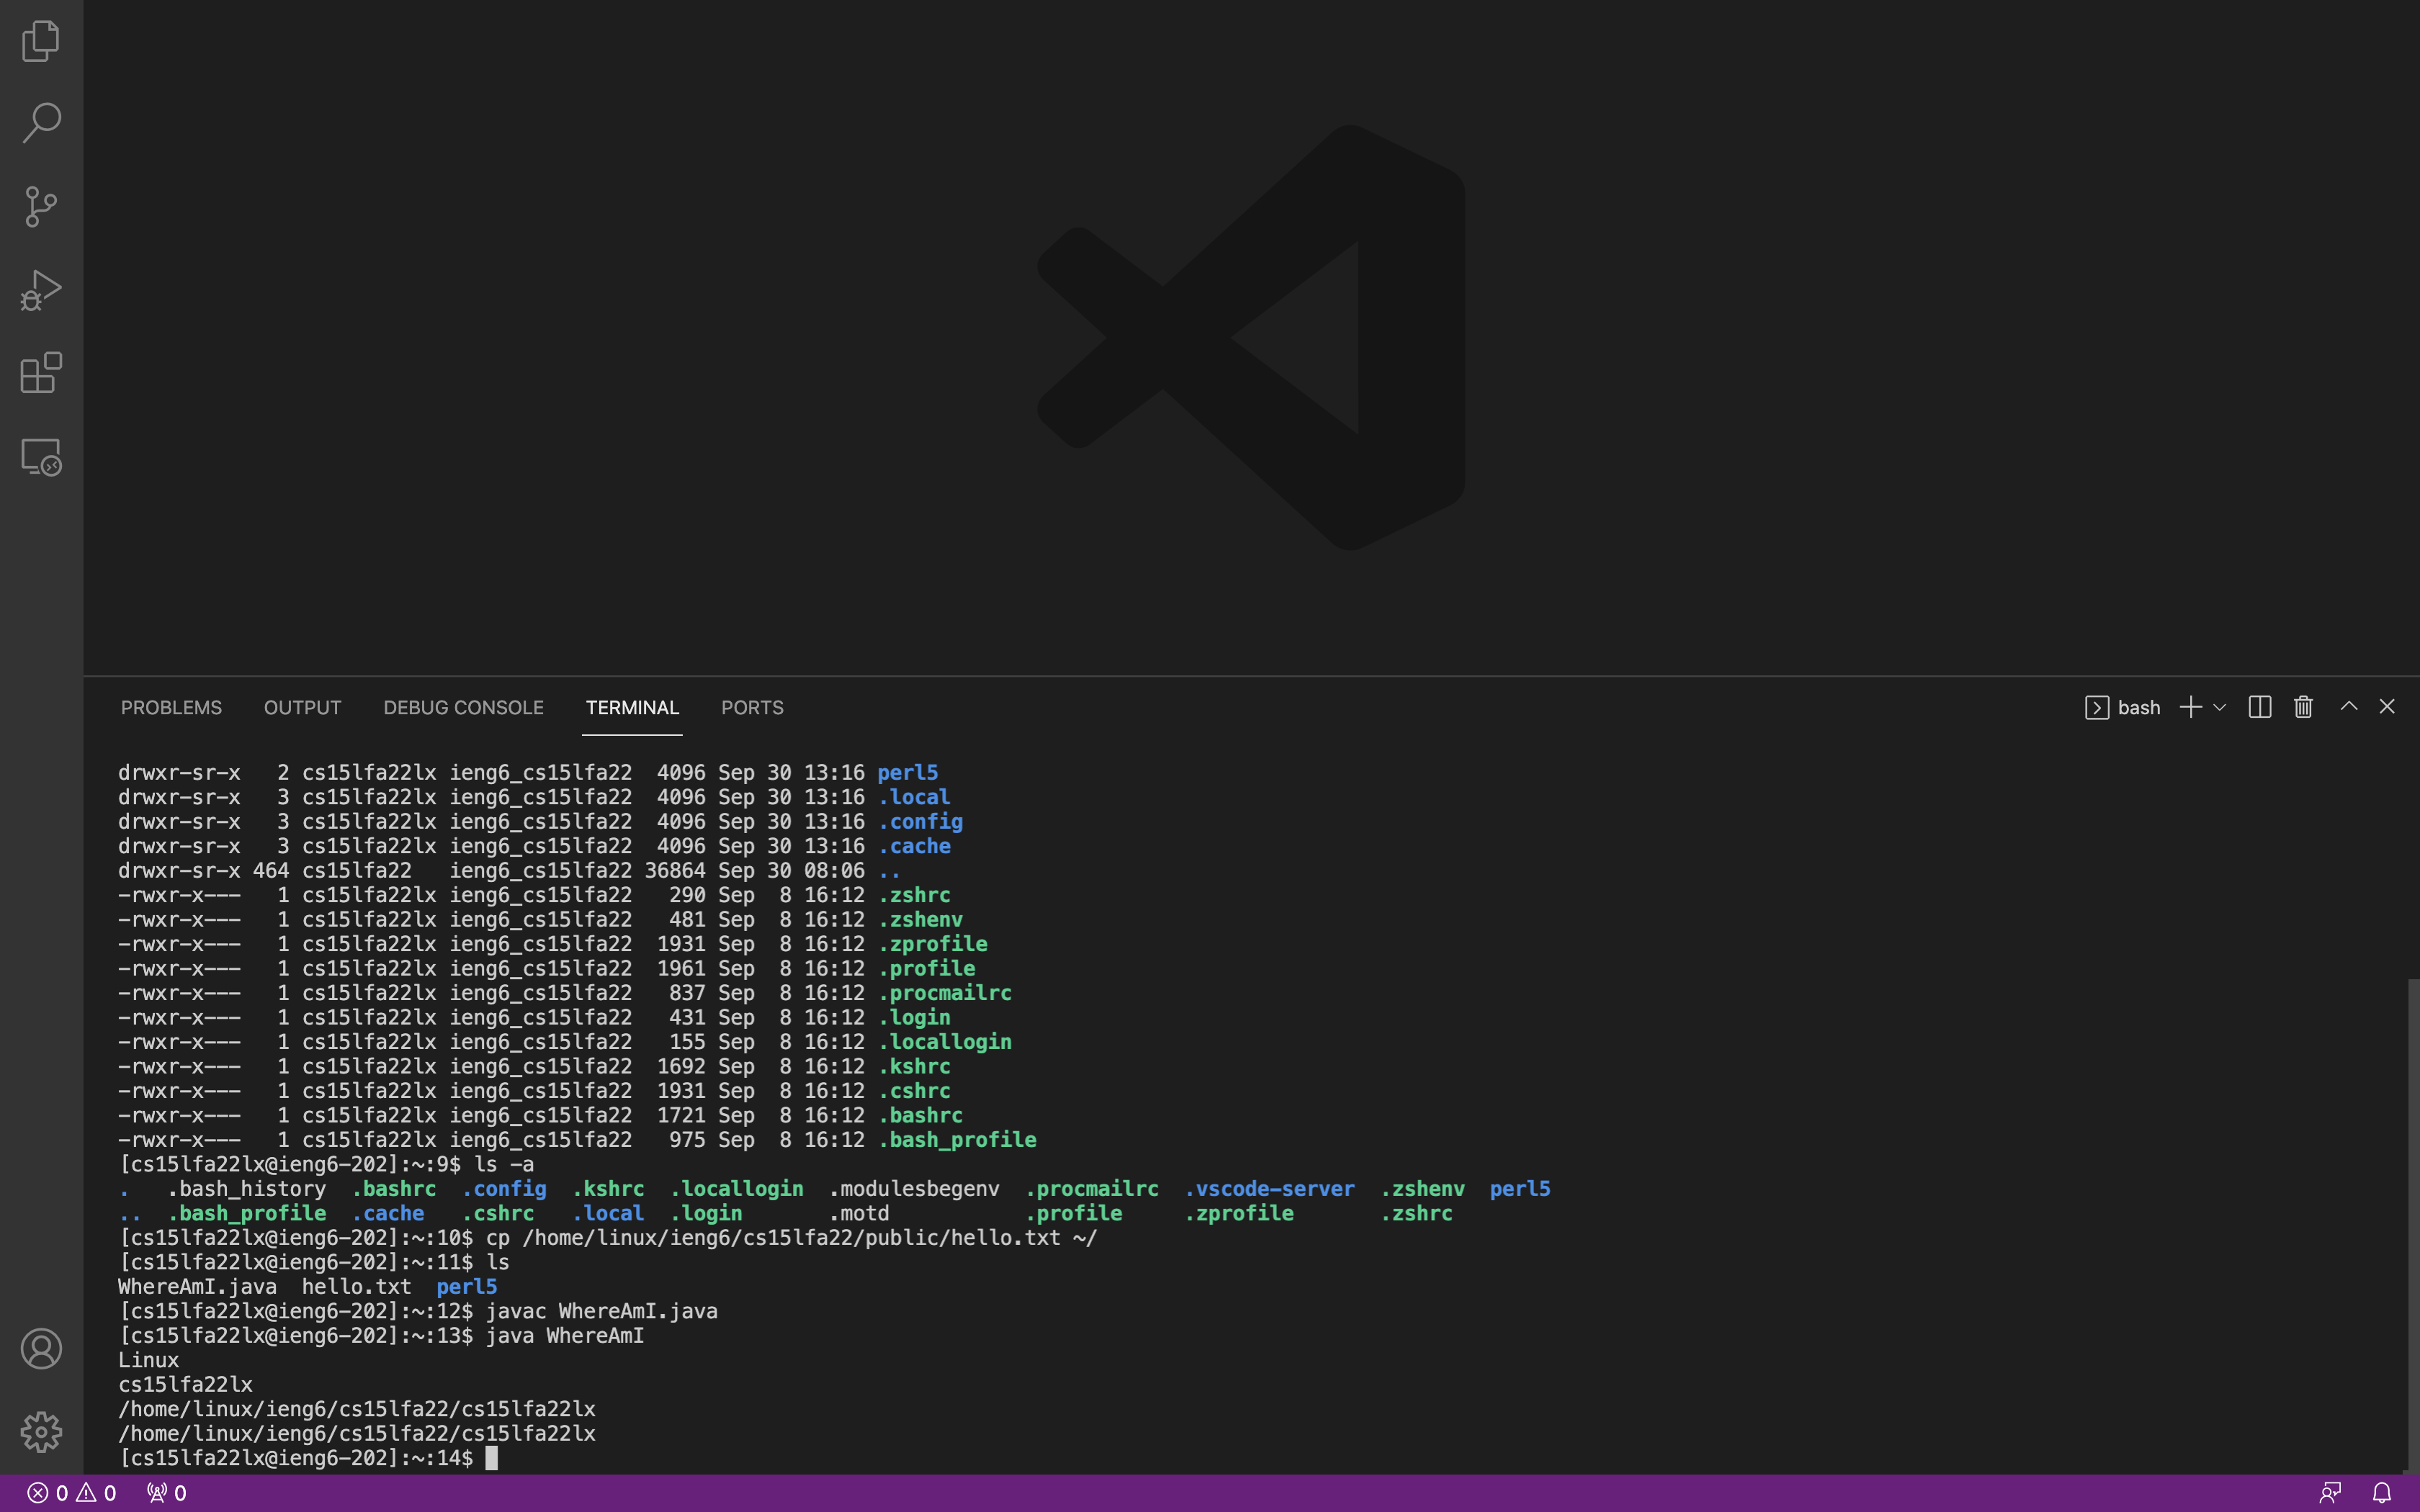 PROBLEMS OUTPUT DEBUG CONSOLE TERMINAL PORTS bash
drwxr-sr-x   2 cs15lfa22lx ieng6_cs15lfa22  4096 Sep 30 13:16 perl5
drwxr-sr-x   3 cs15lfa22lx ieng6_cs15lfa22  4096 Sep 30 13:16 .local
drwxr-sr-x   3 cs15lfa22lx ieng6_cs15lfa22  4096 Sep 30 13:16 .config
drwxr-sr-x   3 cs15lfa22lx ieng6_cs15lfa22  4096 Sep 30 13:16 .cache
drwxr-sr-x 464 cs15lfa22   ieng6_cs15lfa22 36864 Sep 30 08:06 ..
-rwxr-x---   1 cs15lfa22lx ieng6_cs15lfa22   290 Sep  8 16:12 .zshrc
-rwxr-x---   1 cs15lfa22lx ieng6_cs15lfa22   481 Sep  8 16:12 .zshenv
-rwxr-x---   1 cs15lfa22lx ieng6_cs15lfa22  1931 Sep  8 16:12 .zprofile
-rwxr-x---   1 cs15lfa22lx ieng6_cs15lfa22  1961 Sep  8 16:12 .profile
-rwxr-x---   1 cs15lfa22lx ieng6_cs15lfa22   837 Sep  8 16:12 .procmailrc
-rwxr-x---   1 cs15lfa22lx ieng6_cs15lfa22   431 Sep  8 16:12 .login
-rwxr-x---   1 cs15lfa22lx ieng6_cs15lfa22   155 Sep  8 16:12 .locallogin
-rwxr-x---   1 cs15lfa22lx ieng6_cs15lfa22  1692 Sep  8 16:12 .kshrc
-rwxr-x---   1 cs15lfa22lx ieng6_cs15lfa22  1931 Sep  8 16:12 .cshrc
-rwxr-x---   1 cs15lfa22lx ieng6_cs15lfa22  1721 Sep  8 16:12 .bashrc
-rwxr-x---   1 cs15lfa22lx ieng6_cs15lfa22   975 Sep  8 16:12 .bash_profile
[cs15lfa22lx@ieng6-202]:~:9$ ls -a
.   .bash_history  .bashrc  .config  .kshrc  .locallogin  .modulesbegenv  .procmailrc  .vscode-server  .zshenv  perl5
..  .bash_profile  .cache   .cshrc   .local  .login       .motd           .profile     .zprofile       .zshrc
[cs15lfa22lx@ieng6-202]:~:10$ cp /home/linux/ieng6/cs15lfa22/public/hello.txt ~/
[cs15lfa22lx@ieng6-202]:~:11$ ls
WhereAmI.java  hello.txt  perl5
[cs15lfa22lx@ieng6-202]:~:12$ javac WhereAmI.java
[cs15lfa22lx@ieng6-202]:~:13$ java WhereAmI
Linux
cs15lfa22lx
/home/linux/ieng6/cs15lfa22/cs15lfa22lx
/home/linux/ieng6/cs15lfa22/cs15lfa22lx
[cs15lfa22lx@ieng6-202]:~:14$
0 0 0